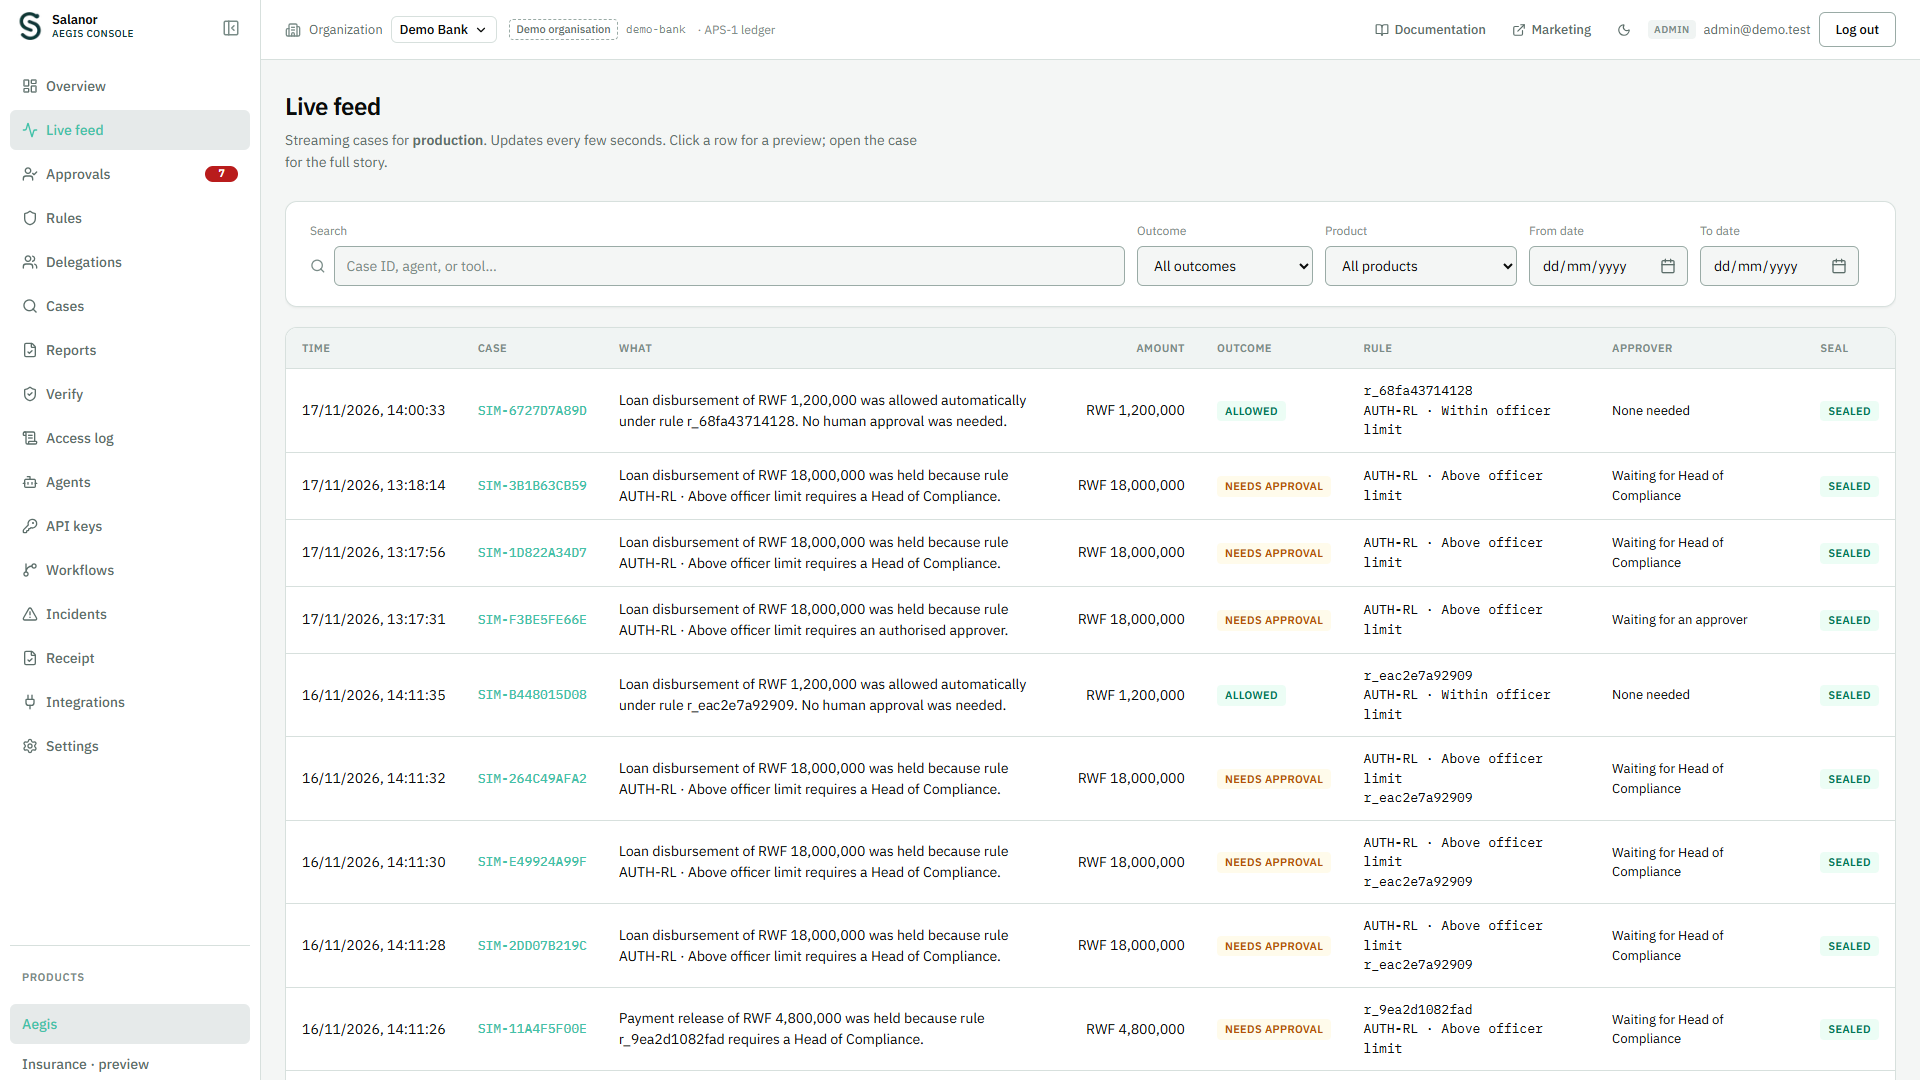 Salanor
AEGIS CONSOLE
Overview
Live feed
Approvals 7
Rules
Delegations
Cases
Reports
Verify
Access log
Agents
API keys
Workflows
Incidents
Receipt
Integrations
Settings
PRODUCTS
Aegis
Insurance · preview
Organization Demo Bank Demo organisation demo-bank · APS-1 ledger
Documentation Marketing ADMIN admin@demo.test Log out
Live feed
Streaming cases for production. Updates every few seconds. Click a row for a preview; open the case
for the full story.
Search Outcome Product From date To date
Case ID, agent, or tool... All outcomes All products dd/mm/yyyy dd/mm/yyyy
TIME CASE WHAT AMOUNT OUTCOME RULE APPROVER SEAL
17/11/2026, 14:00:33 SIM-6727D7A89D
Loan disbursement of RWF 1,200,000 was allowed automatically
under rule r_68fa43714128. No human approval was needed.
RWF 1,200,000 ALLOWED
r_68fa43714128
AUTH-RL · Within officer
limit
None needed SEALED
17/11/2026, 13:18:14 SIM-3B1B63CB59
Loan disbursement of RWF 18,000,000 was held because rule
AUTH-RL · Above officer limit requires a Head of Compliance.
RWF 18,000,000 NEEDS APPROVAL
AUTH-RL · Above officer
limit
Waiting for Head of
Compliance
SEALED
17/11/2026, 13:17:56 SIM-1D822A34D7
Loan disbursement of RWF 18,000,000 was held because rule
AUTH-RL · Above officer limit requires a Head of Compliance.
RWF 18,000,000 NEEDS APPROVAL
AUTH-RL · Above officer
limit
Waiting for Head of
Compliance
SEALED
17/11/2026, 13:17:31 SIM-F3BE5FE66E
Loan disbursement of RWF 18,000,000 was held because rule
AUTH-RL · Above officer limit requires an authorised approver.
RWF 18,000,000 NEEDS APPROVAL
AUTH-RL · Above officer
limit
Waiting for an approver SEALED
16/11/2026, 14:11:35 SIM-B448015D08
Loan disbursement of RWF 1,200,000 was allowed automatically
under rule r_eac2e7a92909. No human approval was needed.
RWF 1,200,000 ALLOWED
r_eac2e7a92909
AUTH-RL · Within officer
limit
None needed SEALED
16/11/2026, 14:11:32 SIM-264C49AFA2
Loan disbursement of RWF 18,000,000 was held because rule
AUTH-RL · Above officer limit requires a Head of Compliance.
RWF 18,000,000 NEEDS APPROVAL
AUTH-RL · Above officer
limit
r_eac2e7a92909
Waiting for Head of
Compliance
SEALED
16/11/2026, 14:11:30 SIM-E49924A99F
Loan disbursement of RWF 18,000,000 was held because rule
AUTH-RL · Above officer limit requires a Head of Compliance.
RWF 18,000,000 NEEDS APPROVAL
AUTH-RL · Above officer
limit
r_eac2e7a92909
Waiting for Head of
Compliance
SEALED
16/11/2026, 14:11:28 SIM-2DD07B219C
Loan disbursement of RWF 18,000,000 was held because rule
AUTH-RL · Above officer limit requires a Head of Compliance.
RWF 18,000,000 NEEDS APPROVAL
AUTH-RL · Above officer
limit
r_eac2e7a92909
Waiting for Head of
Compliance
SEALED
16/11/2026, 14:11:26 SIM-11A4F5F00E
Payment release of RWF 4,800,000 was held because rule
r_9ea2d1082fad requires a Head of Compliance.
RWF 4,800,000 NEEDS APPROVAL
r_9ea2d1082fad
AUTH-RL · Above officer
limit
Waiting for Head of
Compliance
SEALED